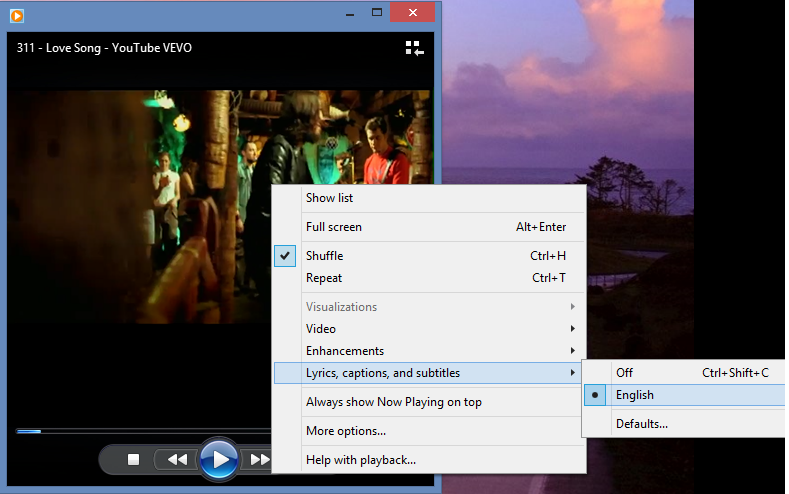 311 - Love Song - YouTube VEVO
Show list
Full screen Alt+Enter
Shuffle Ctrl+H
Repeat Ctrl+T
Visualizations
Video
Enhancements
Lyrics, captions, and subtitles
Off Ctrl+Shift+C
English
Defaults...
Always show Now Playing on top
More options...
Help with playback...